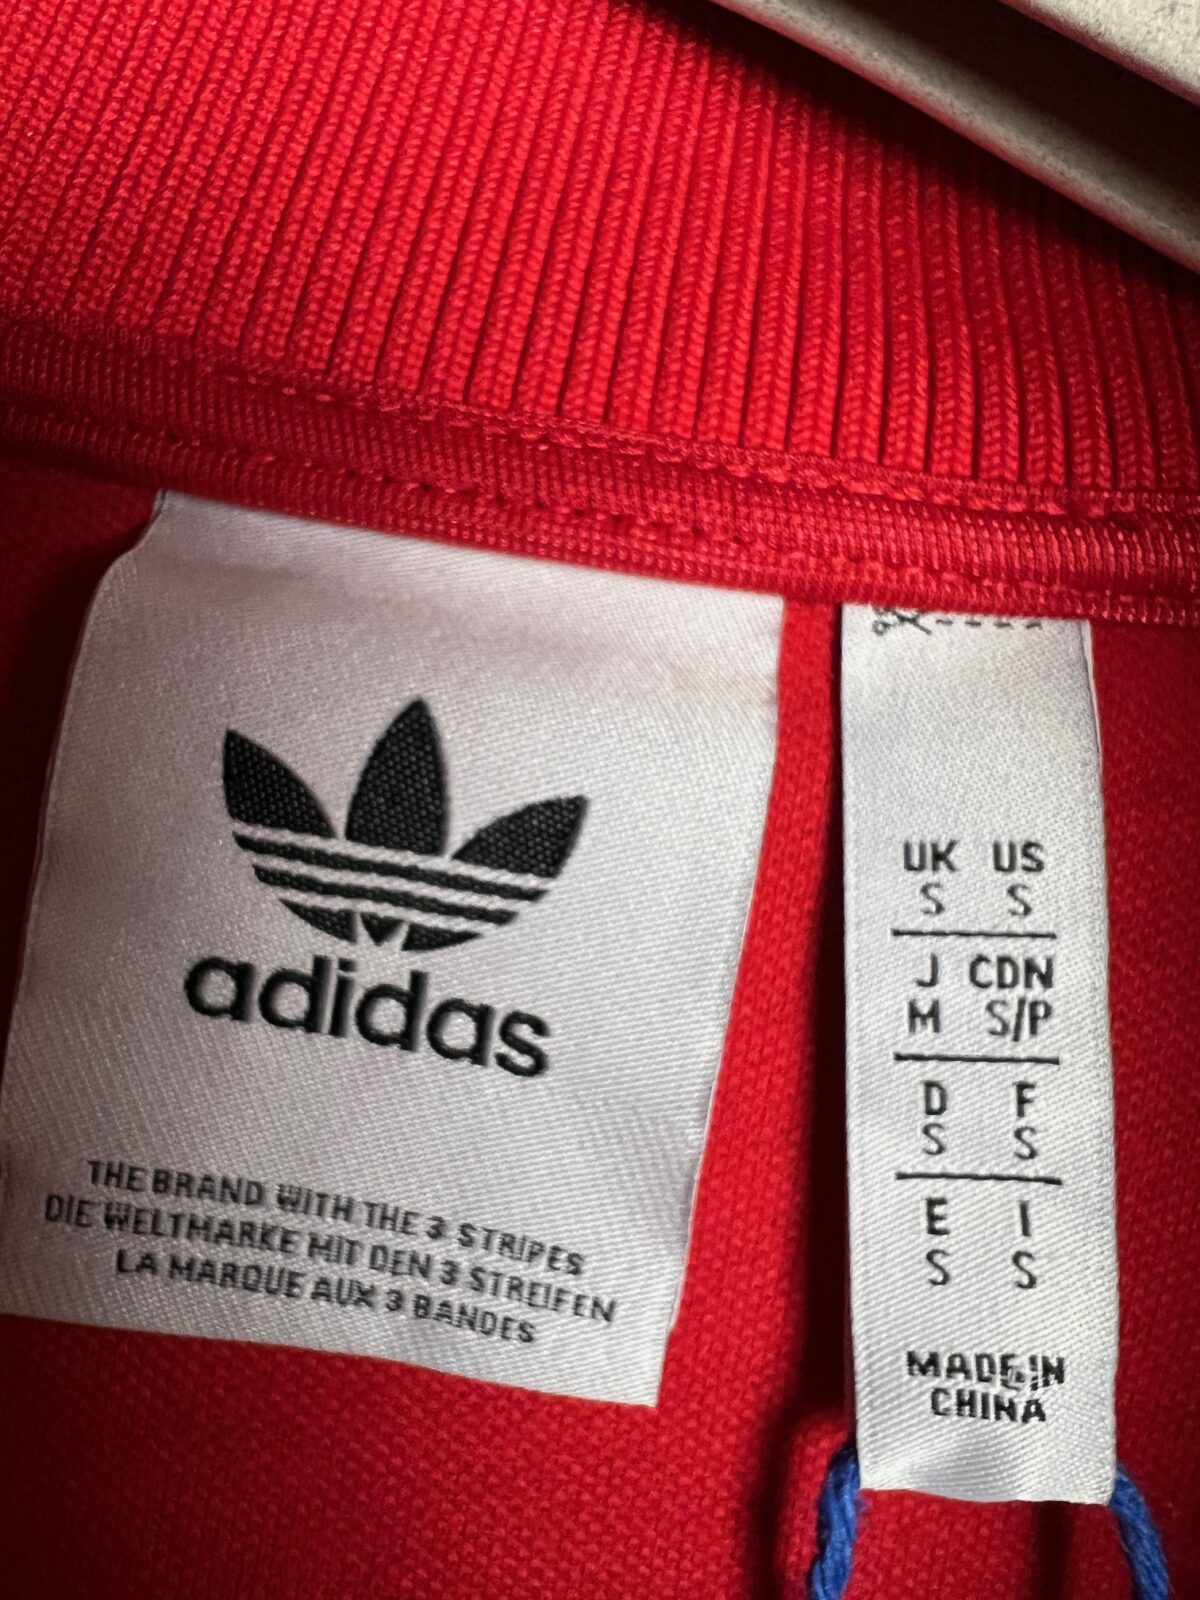 adidas
THE BRAND WITH THE 3 STRIPES
DIE WELTMARKE MIT DEN 3 STREIFEN
LA MARQUE AUX 3 BANDES
UK US
S S
J CDN
M S/P
D F
S S
E I
S S
MADE IN
CHINA